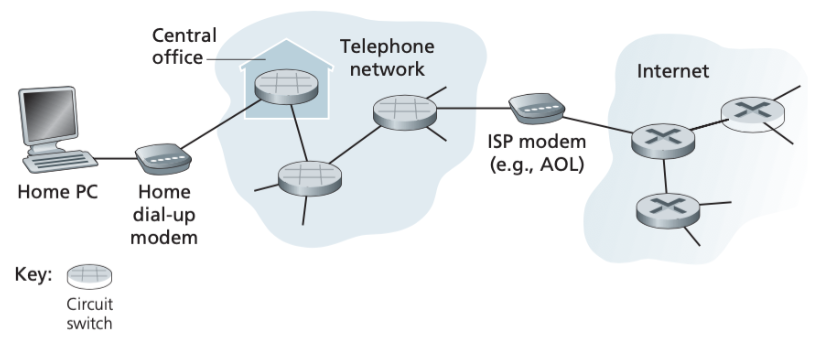 Central
office
Telephone
network
Internet
ISP modem
(e.g., AOL)
Home PC
Home
dial-up
modem
Key:
Circuit
switch